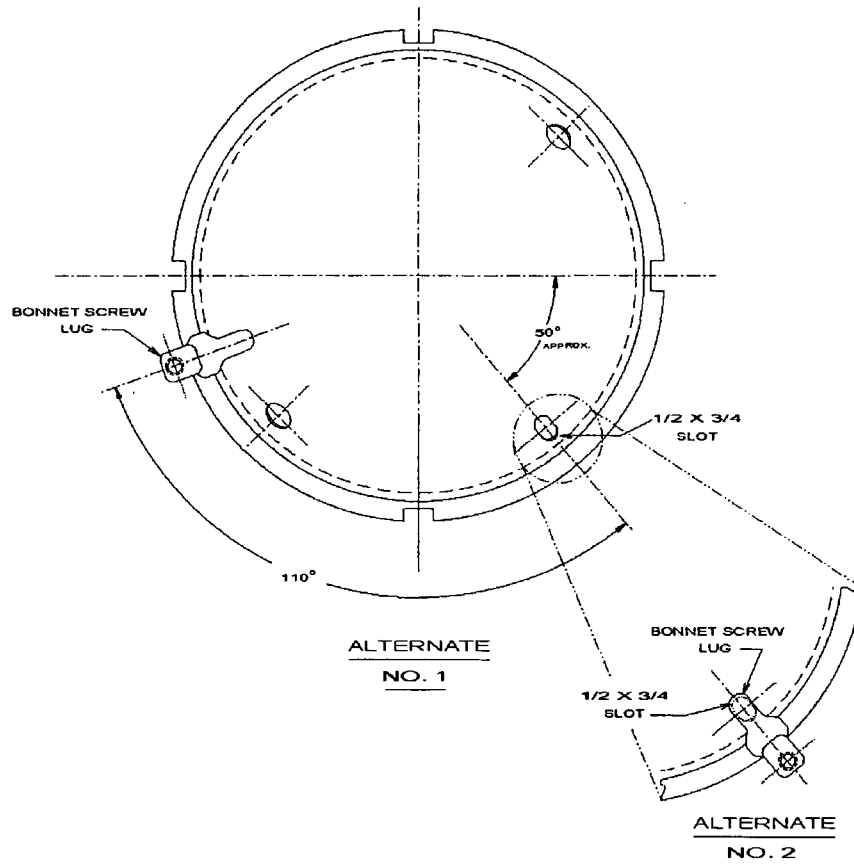 BONNET SCREW
LUG
50°
APPROX.
1/2 X 3/4
SLOT
110°
ALTERNATE
NO. 1
BONNET SCREW
LUG
1/2 X 3/4
SLOT
ALTERNATE
NO. 2